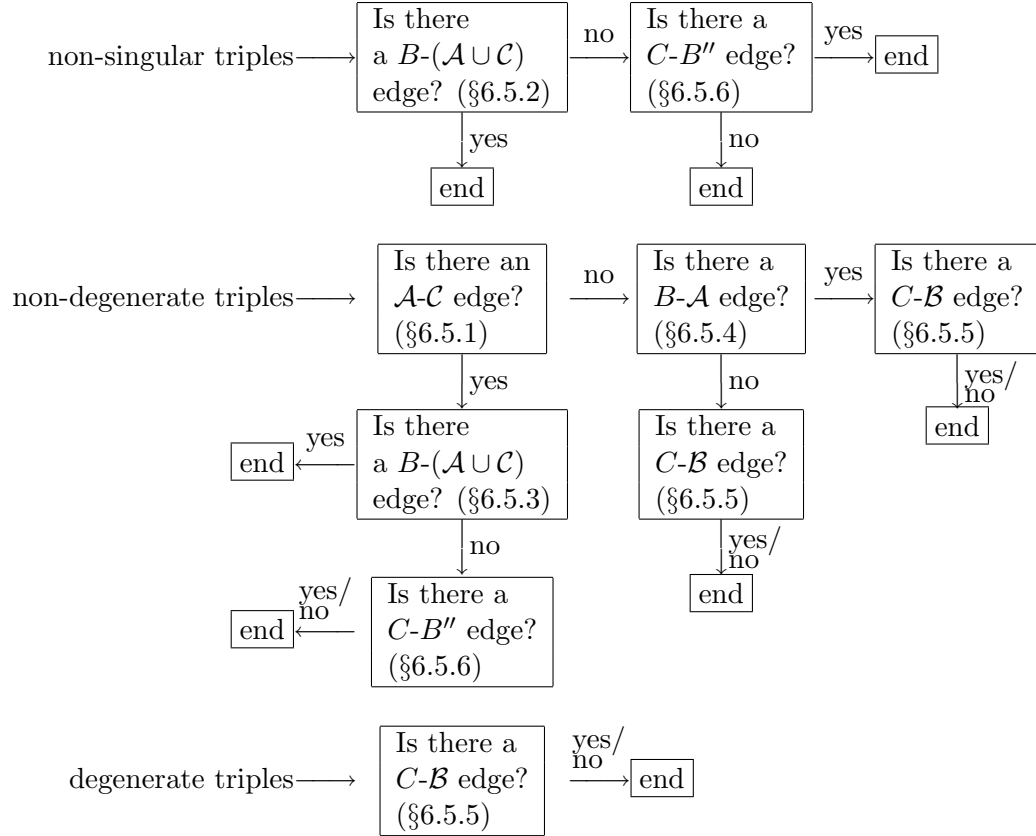 non-singular triples
Is there
a B-(𝒜 ∪ 𝒞)
edge? (§6.5.2)
no
Is there a
C-B″ edge?
(§6.5.6)
yes
end
yes
no
end
end
non-degenerate triples
Is there an
𝒜-𝒞 edge?
(§6.5.1)
no
Is there a
B-𝒜 edge?
(§6.5.4)
yes
Is there a
C-ℬ edge?
(§6.5.5)
yes
no
yes/
no
end
end
yes
Is there
a B-(𝒜 ∪ 𝒞)
edge? (§6.5.3)
Is there a
C-ℬ edge?
(§6.5.5)
no
yes/
no
end
end
yes/
no
Is there a
C-B″ edge?
(§6.5.6)
degenerate triples
Is there a
C-ℬ edge?
(§6.5.5)
yes/
no
end